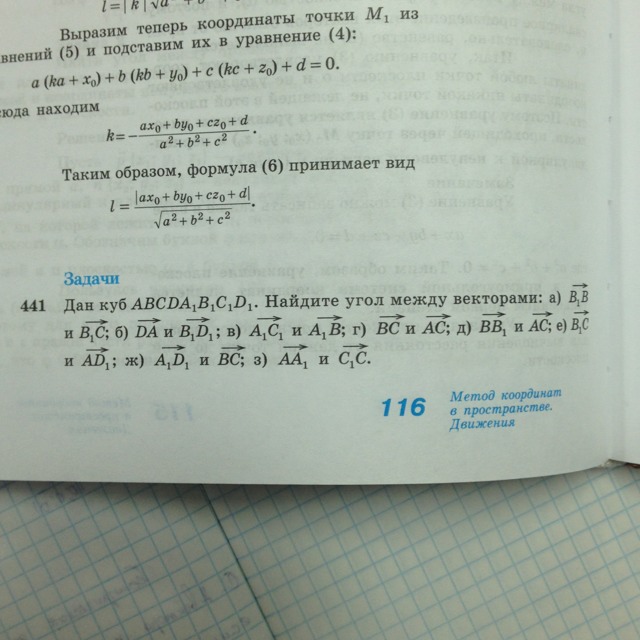 l=|k|√a
Выразим теперь координаты точки M₁ из
внений (5) и подставим их в уравнение (4):
a (ka + x₀) + b (kb + y₀) + c (kc + z₀) + d = 0.
сюда находим
k = − (ax₀ + by₀ + cz₀ + d) / (a² + b² + c²).
Таким образом, формула (6) принимает вид
l = |ax₀ + by₀ + cz₀ + d| / √(a² + b² + c²).
Задачи
441 Дан куб ABCDA₁B₁C₁D₁. Найдите угол между векторами: а) B₁B
и B₁C; б) DA и B₁D₁; в) A₁C₁ и A₁B; г) BC и AC; д) BB₁ и AC; е) B₁C
и AD₁; ж) A₁D₁ и BC; з) AA₁ и C₁C.
116 Метод координат
в пространстве.
Движения